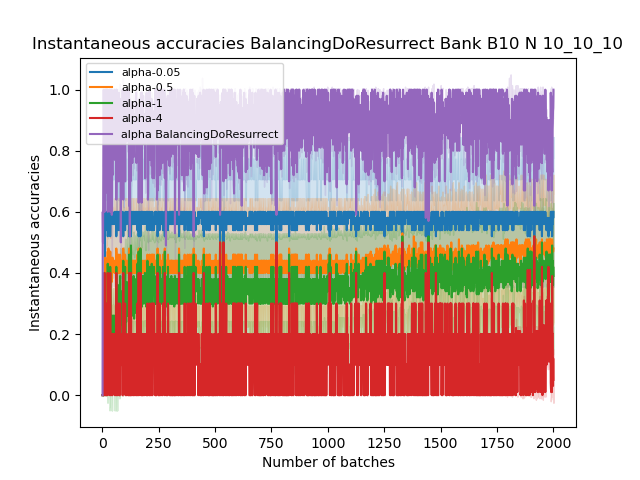 Instantaneous accuracies BalancingDoResurrect Bank B10 N 10_10_10
alpha-0.05
alpha-0.5
alpha-1
alpha-4
alpha BalancingDoResurrect
Instantaneous accuracies
1.0
0.8
0.6
0.4
0.2
0.0
0 250 500 750 1000 1250 1500 1750 2000
Number of batches